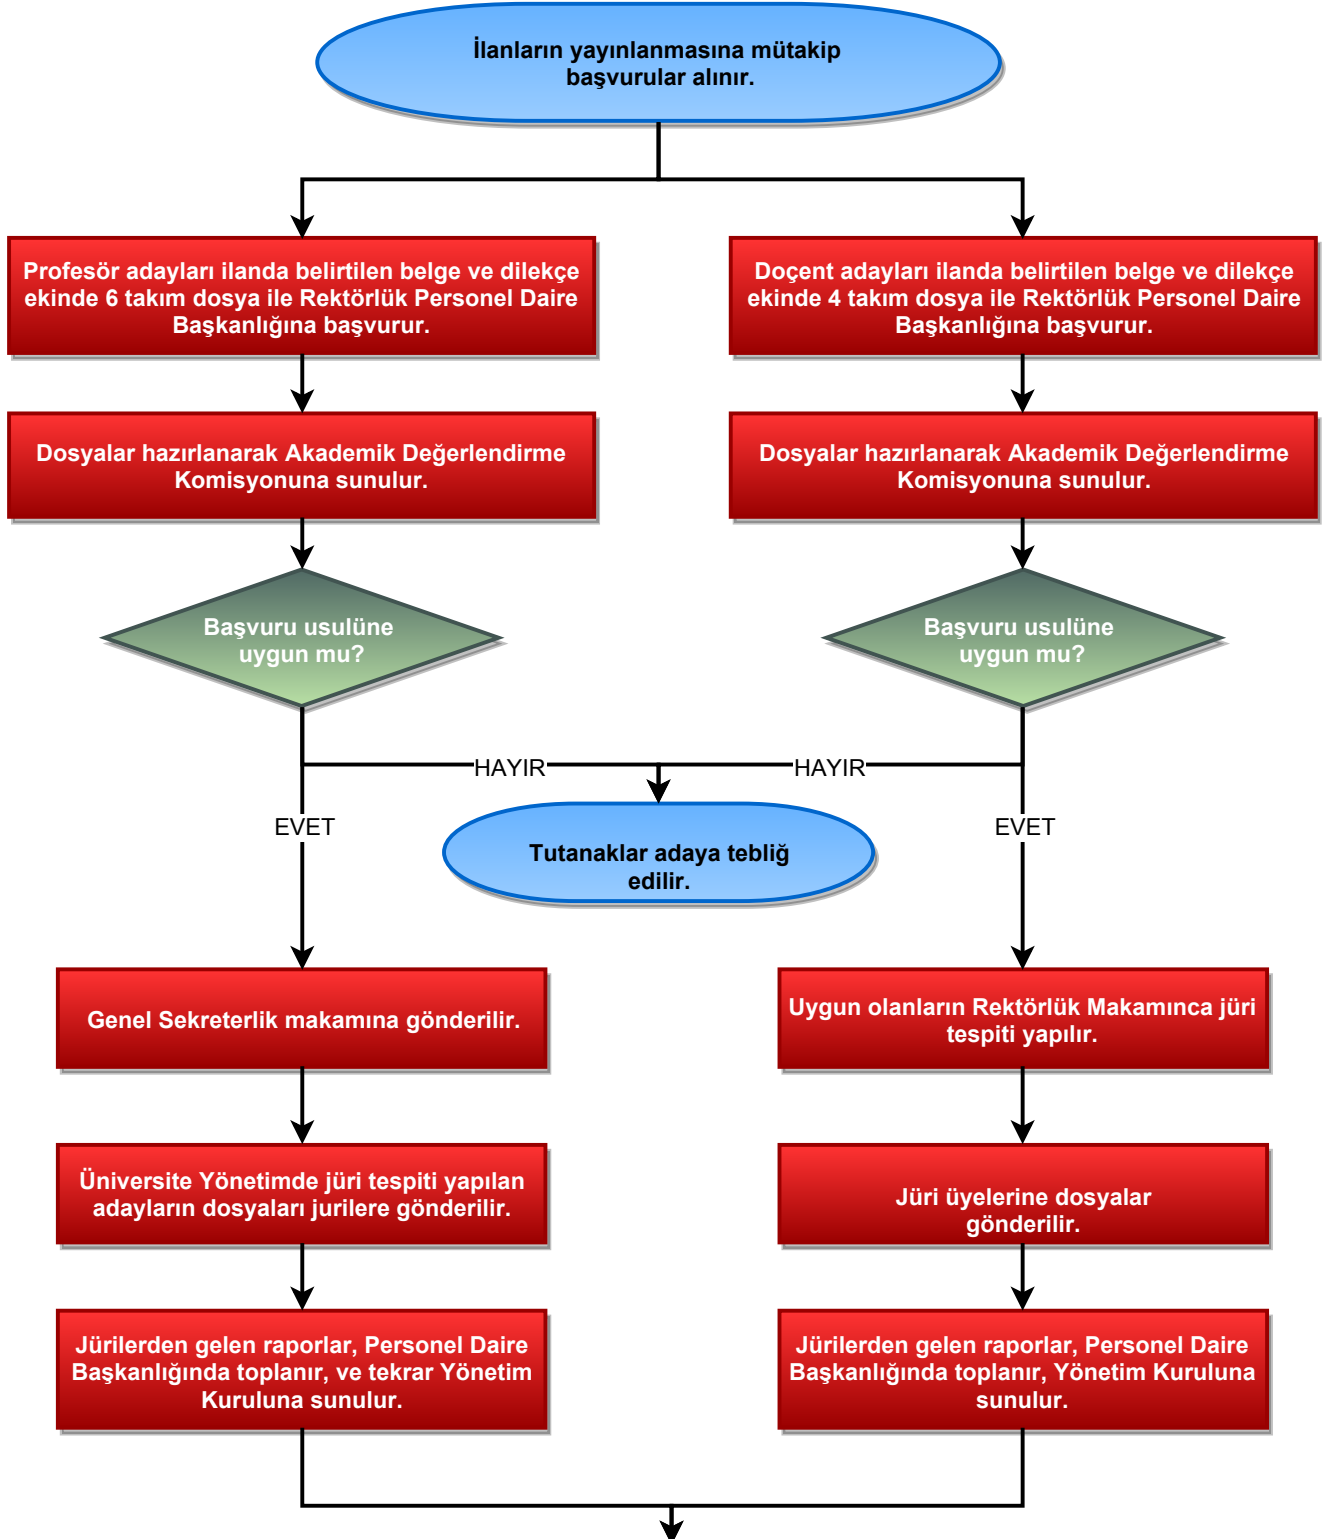 İlanların yayınlanmasına mütakip
başvurular alınır.
Profesör adayları ilanda belirtilen belge ve dilekçe
ekinde 6 takım dosya ile Rektörlük Personel Daire
Başkanlığına başvurur.
Doçent adayları ilanda belirtilen belge ve dilekçe
ekinde 4 takım dosya ile Rektörlük Personel Daire
Başkanlığına başvurur.
Dosyalar hazırlanarak Akademik Değerlendirme
Komisyonuna sunulur.
Dosyalar hazırlanarak Akademik Değerlendirme
Komisyonuna sunulur.
Başvuru usulüne
uygun mu?
Başvuru usulüne
uygun mu?
HAYIR
HAYIR
EVET
EVET
Tutanaklar adaya tebliğ
edilir.
Genel Sekreterlik makamına gönderilir.
Uygun olanların Rektörlük Makamınca jüri
tespiti yapılır.
Üniversite Yönetimde jüri tespiti yapılan
adayların dosyaları jurilere gönderilir.
Jüri üyelerine dosyalar
gönderilir.
Jürilerden gelen raporlar, Personel Daire
Başkanlığında toplanır, ve tekrar Yönetim
Kuruluna sunulur.
Jürilerden gelen raporlar, Personel Daire
Başkanlığında toplanır, Yönetim Kuruluna
sunulur.